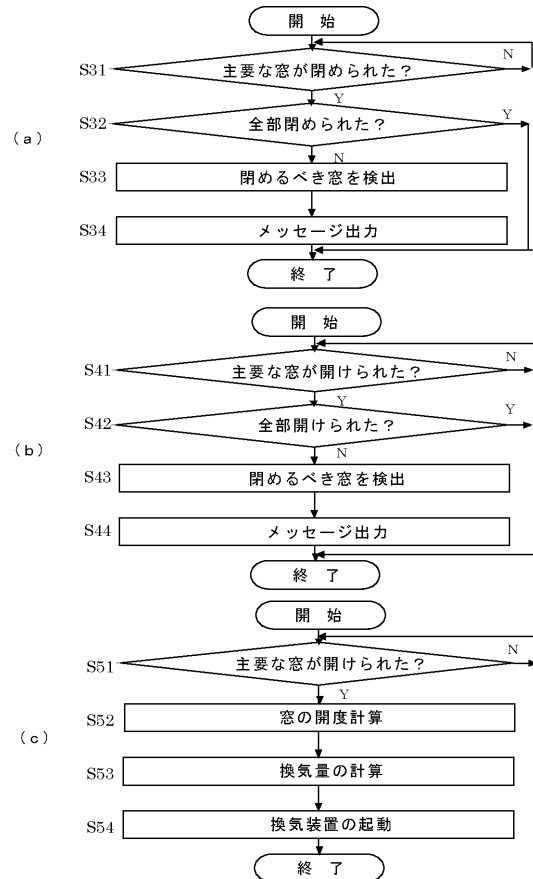 開 始
S31 主要な窓が閉められた？ N
Y
S32 全部閉められた？ Y
(a)
N
S33 閉めるべき窓を検出
S34 メッセージ出力
終 了
開 始
S41 主要な窓が開けられた？ N
Y
S42 全部開けられた？ Y
(b)
N
S43 閉めるべき窓を検出
S44 メッセージ出力
終 了
開 始
S51 主要な窓が開けられた？ N
Y
S52 窓の開度計算
(c)
S53 換気量の計算
S54 換気装置の起動
終 了